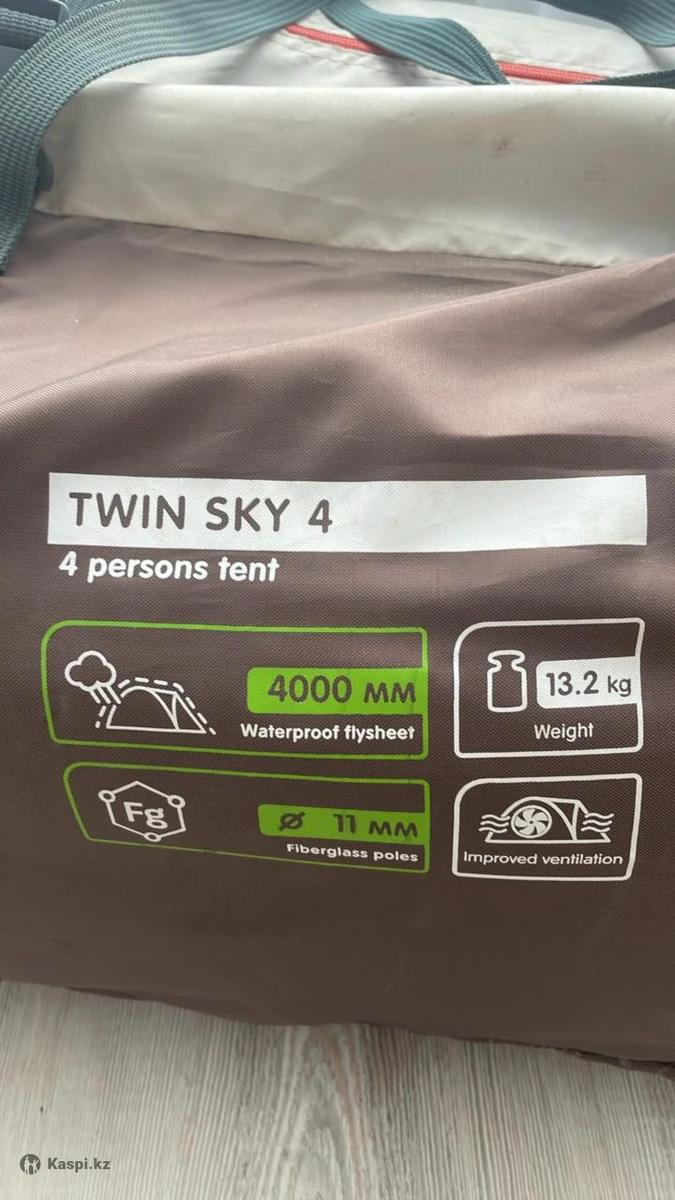 TWIN SKY 4
4 persons tent
4000 MM
Waterproof flysheet
13.2 kg
Weight
Fg
Ø 11 MM
Fiberglass poles
Improved ventilation
Kaspi.kz